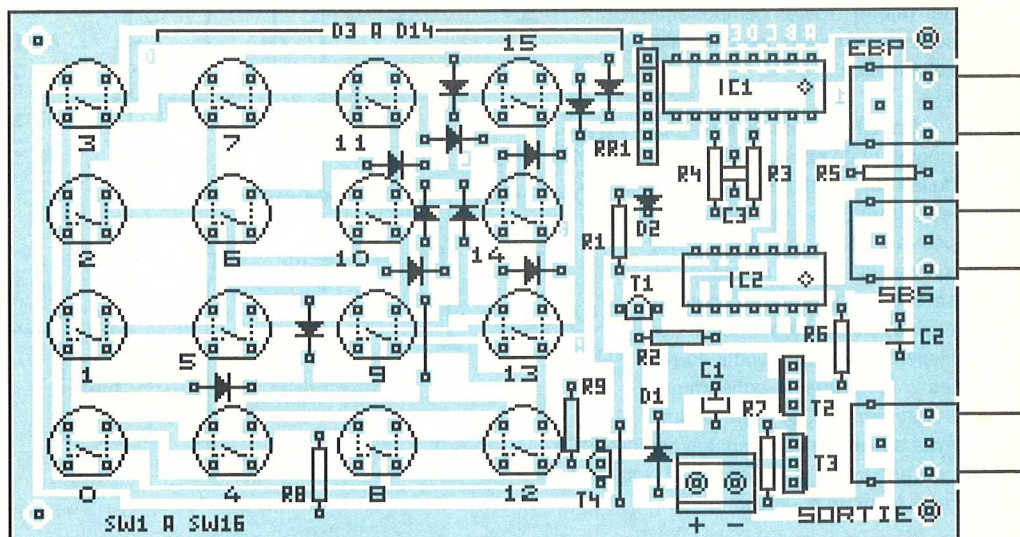 D3 A D14
15
EBP
IC1
3
7
11
RR1
R4
R3
R5
C3
D2
R1
2
6
10
14
IC2
T1
SBS
R6
C2
5
R2
1
9
13
C1
D1
R9
R7
T2
T3
0
4
R8
8
12
T4
SW1 A SW16
+ -
SORTIE